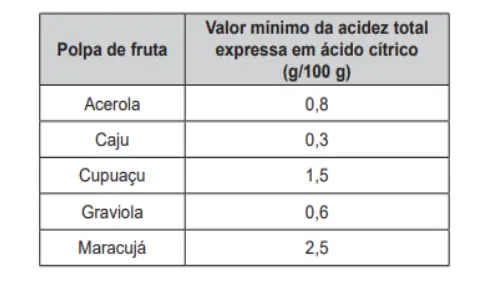 Polpa de fruta
Valor mínimo da acidez total
expressa em ácido cítrico
(g/100 g)
Acerola 0,8
Caju 0,3
Cupuaçu 1,5
Graviola 0,6
Maracujá 2,5